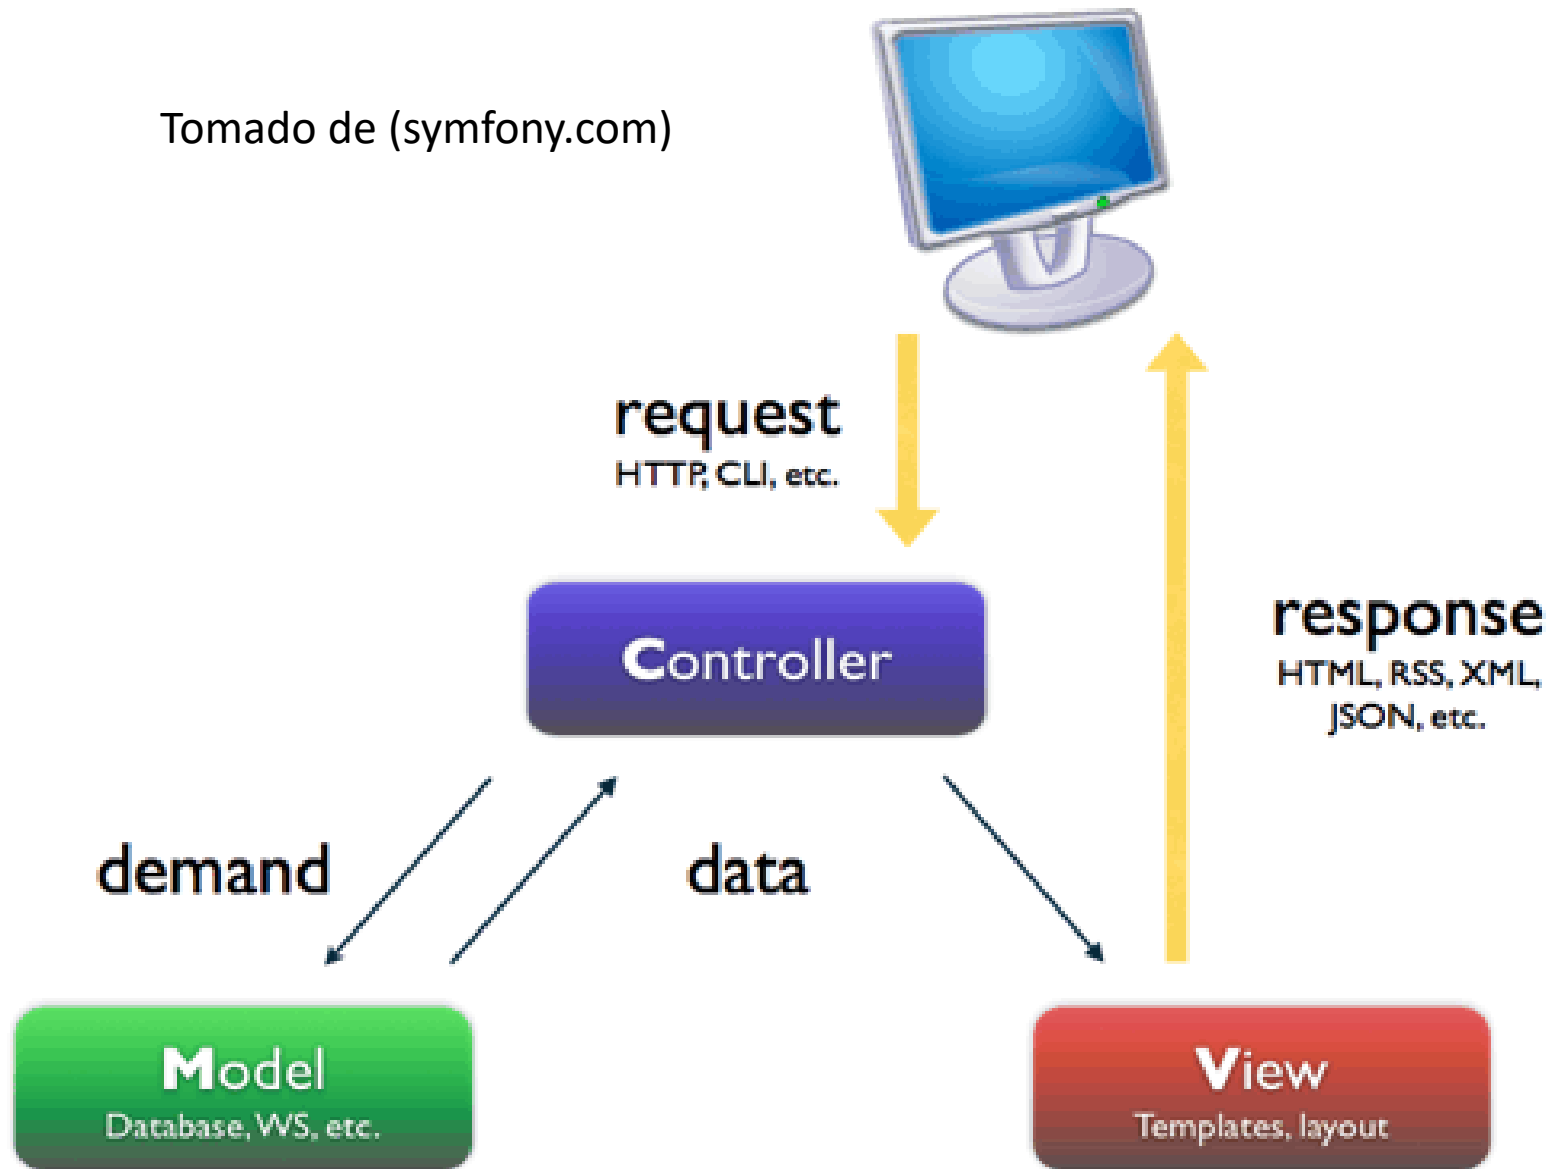 Tomado de (symfony.com)
request
HTTP, CLI, etc.
Controller
response
HTML, RSS, XML,
JSON, etc.
demand
data
Model
Database, WS, etc.
View
Templates, layout